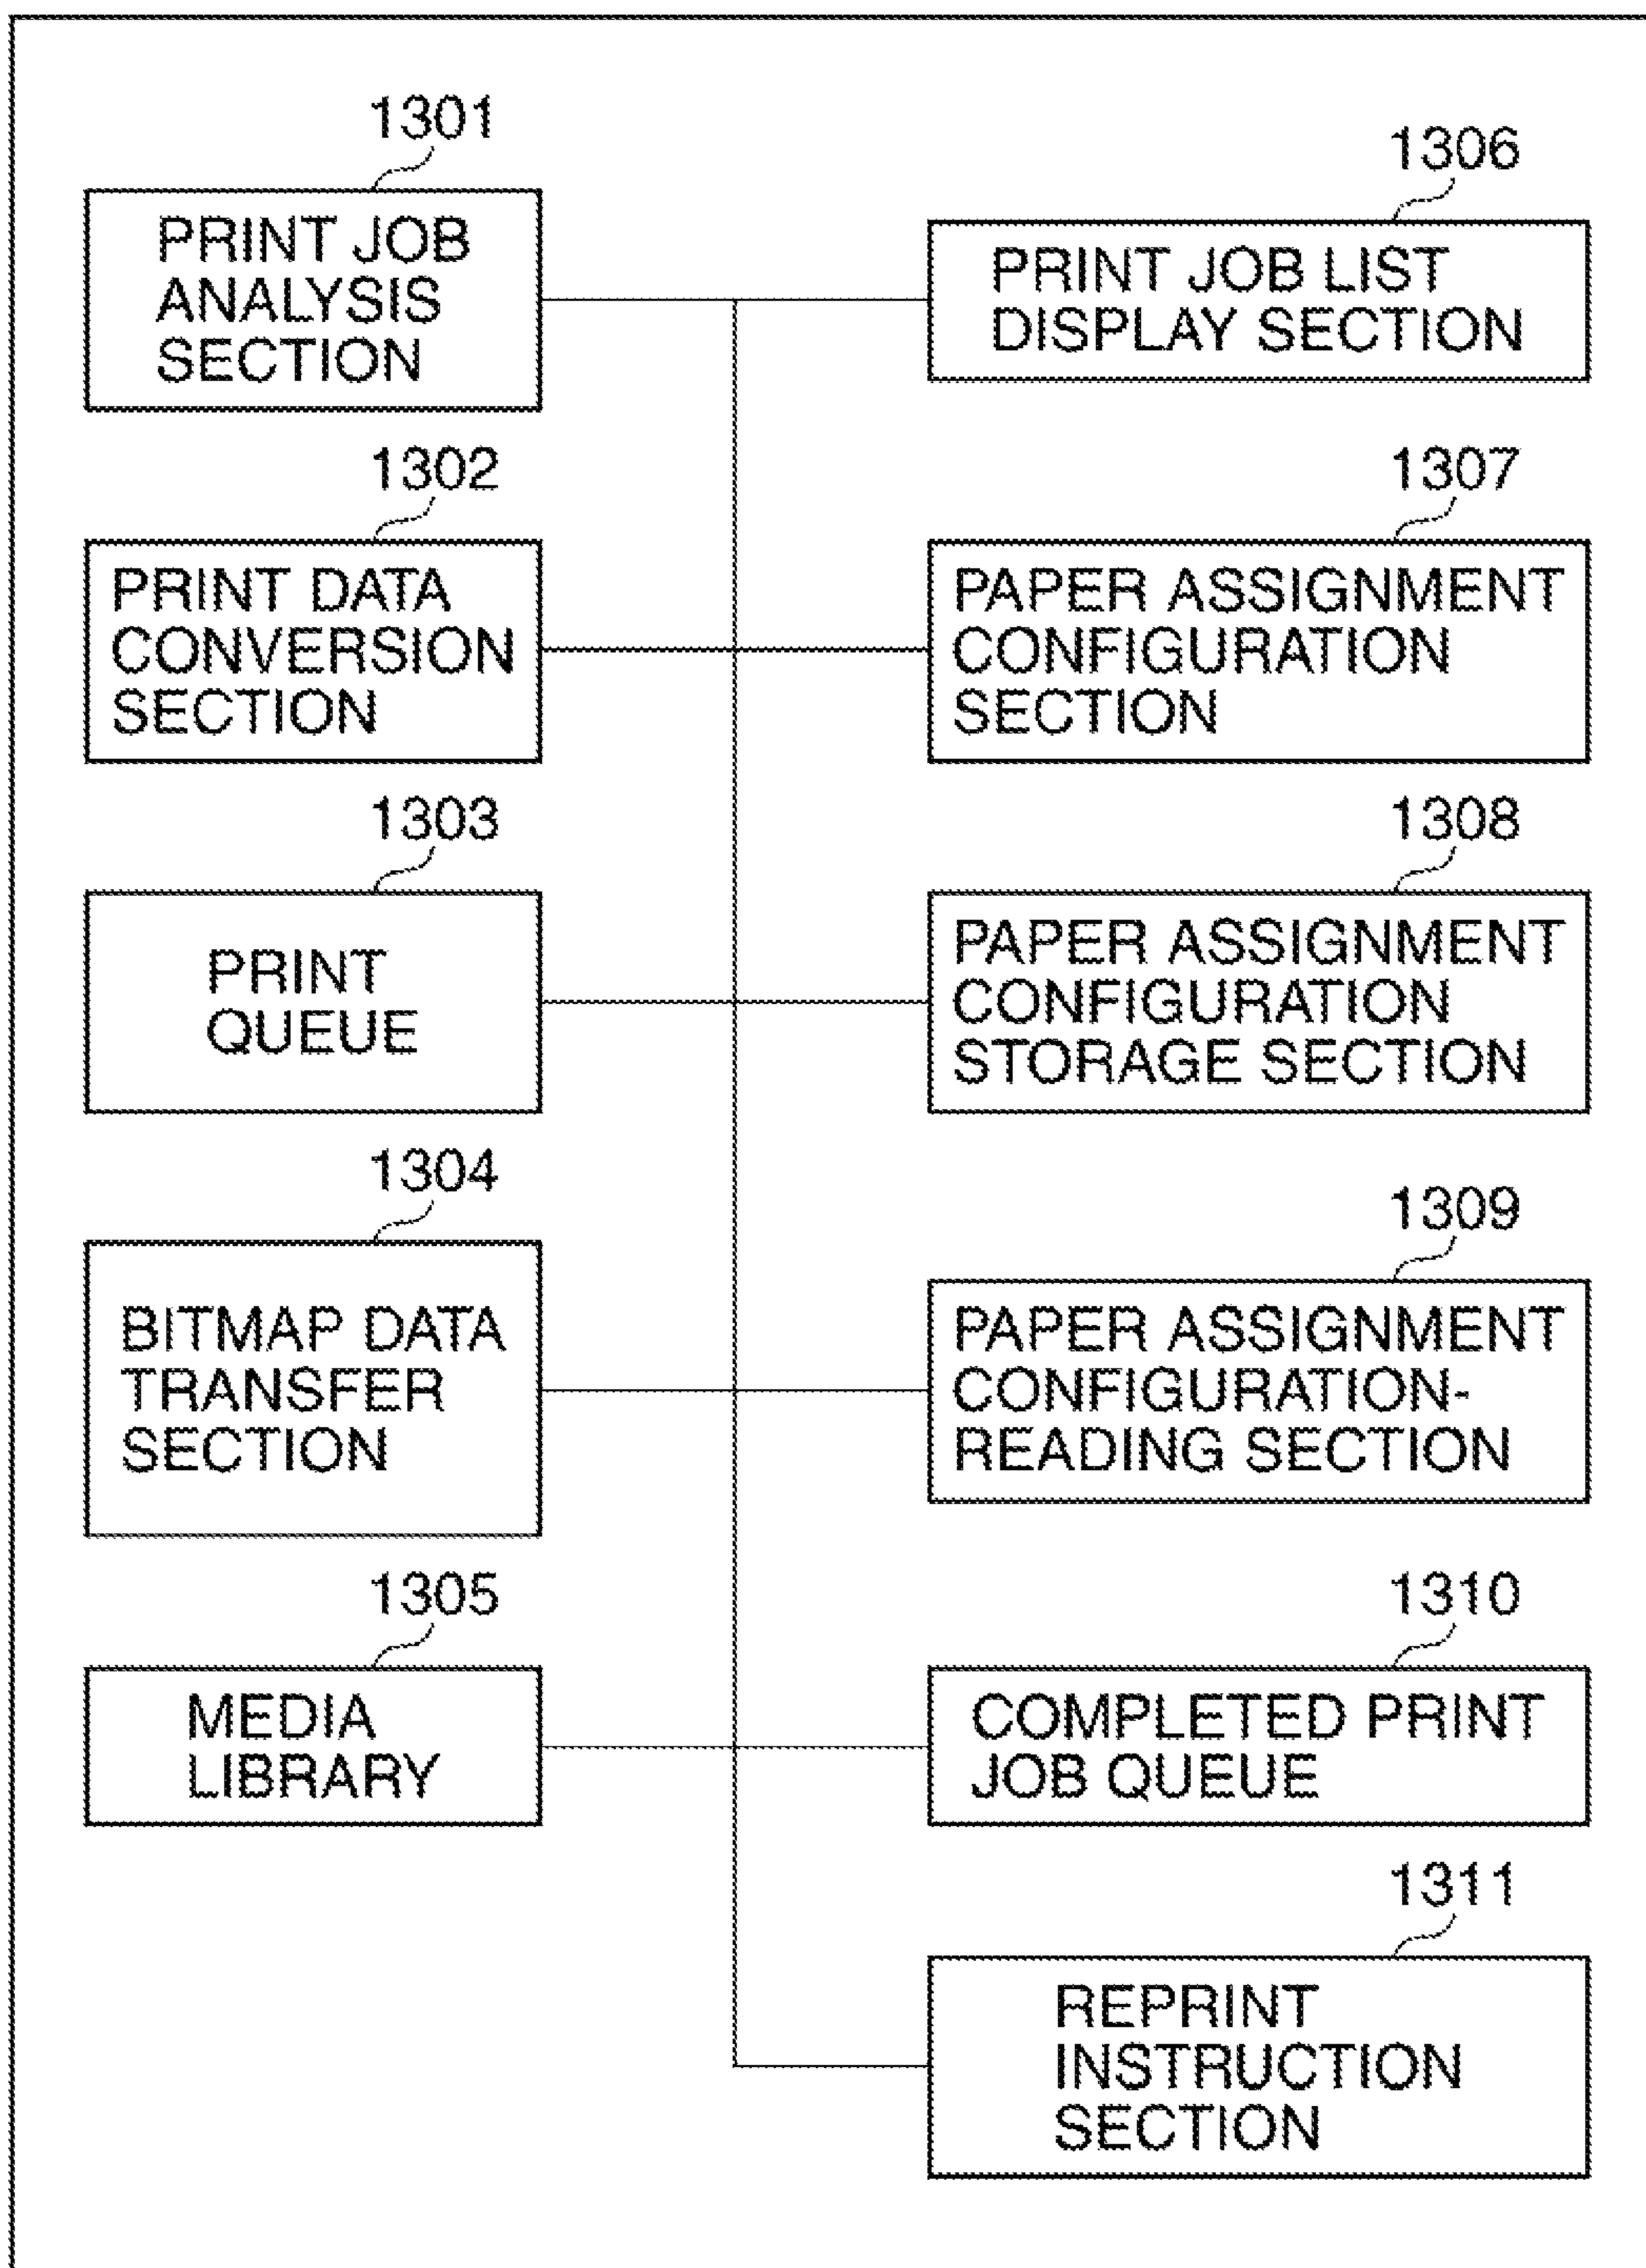 1301
PRINT JOB
ANALYSIS
SECTION
1302
PRINT DATA
CONVERSION
SECTION
1303
PRINT
QUEUE
1304
BITMAP DATA
TRANSFER
SECTION
1305
MEDIA
LIBRARY
1306
PRINT JOB LIST
DISPLAY SECTION
1307
PAPER ASSIGNMENT
CONFIGURATION
SECTION
1308
PAPER ASSIGNMENT
CONFIGURATION
STORAGE SECTION
1309
PAPER ASSIGNMENT
CONFIGURATION-
READING SECTION
1310
COMPLETED PRINT
JOB QUEUE
1311
REPRINT
INSTRUCTION
SECTION